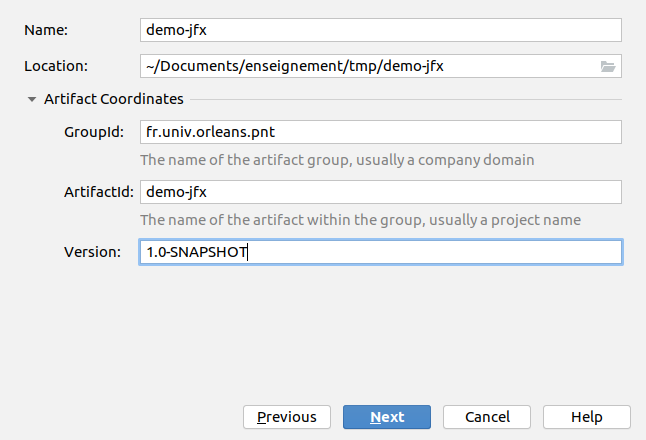 Name: demo-jfx
Location: ~/Documents/enseignement/tmp/demo-jfx
Artifact Coordinates
GroupId: fr.univ.orleans.pnt
The name of the artifact group, usually a company domain
ArtifactId: demo-jfx
The name of the artifact within the group, usually a project name
Version: 1.0-SNAPSHOT
Previous Next Cancel Help